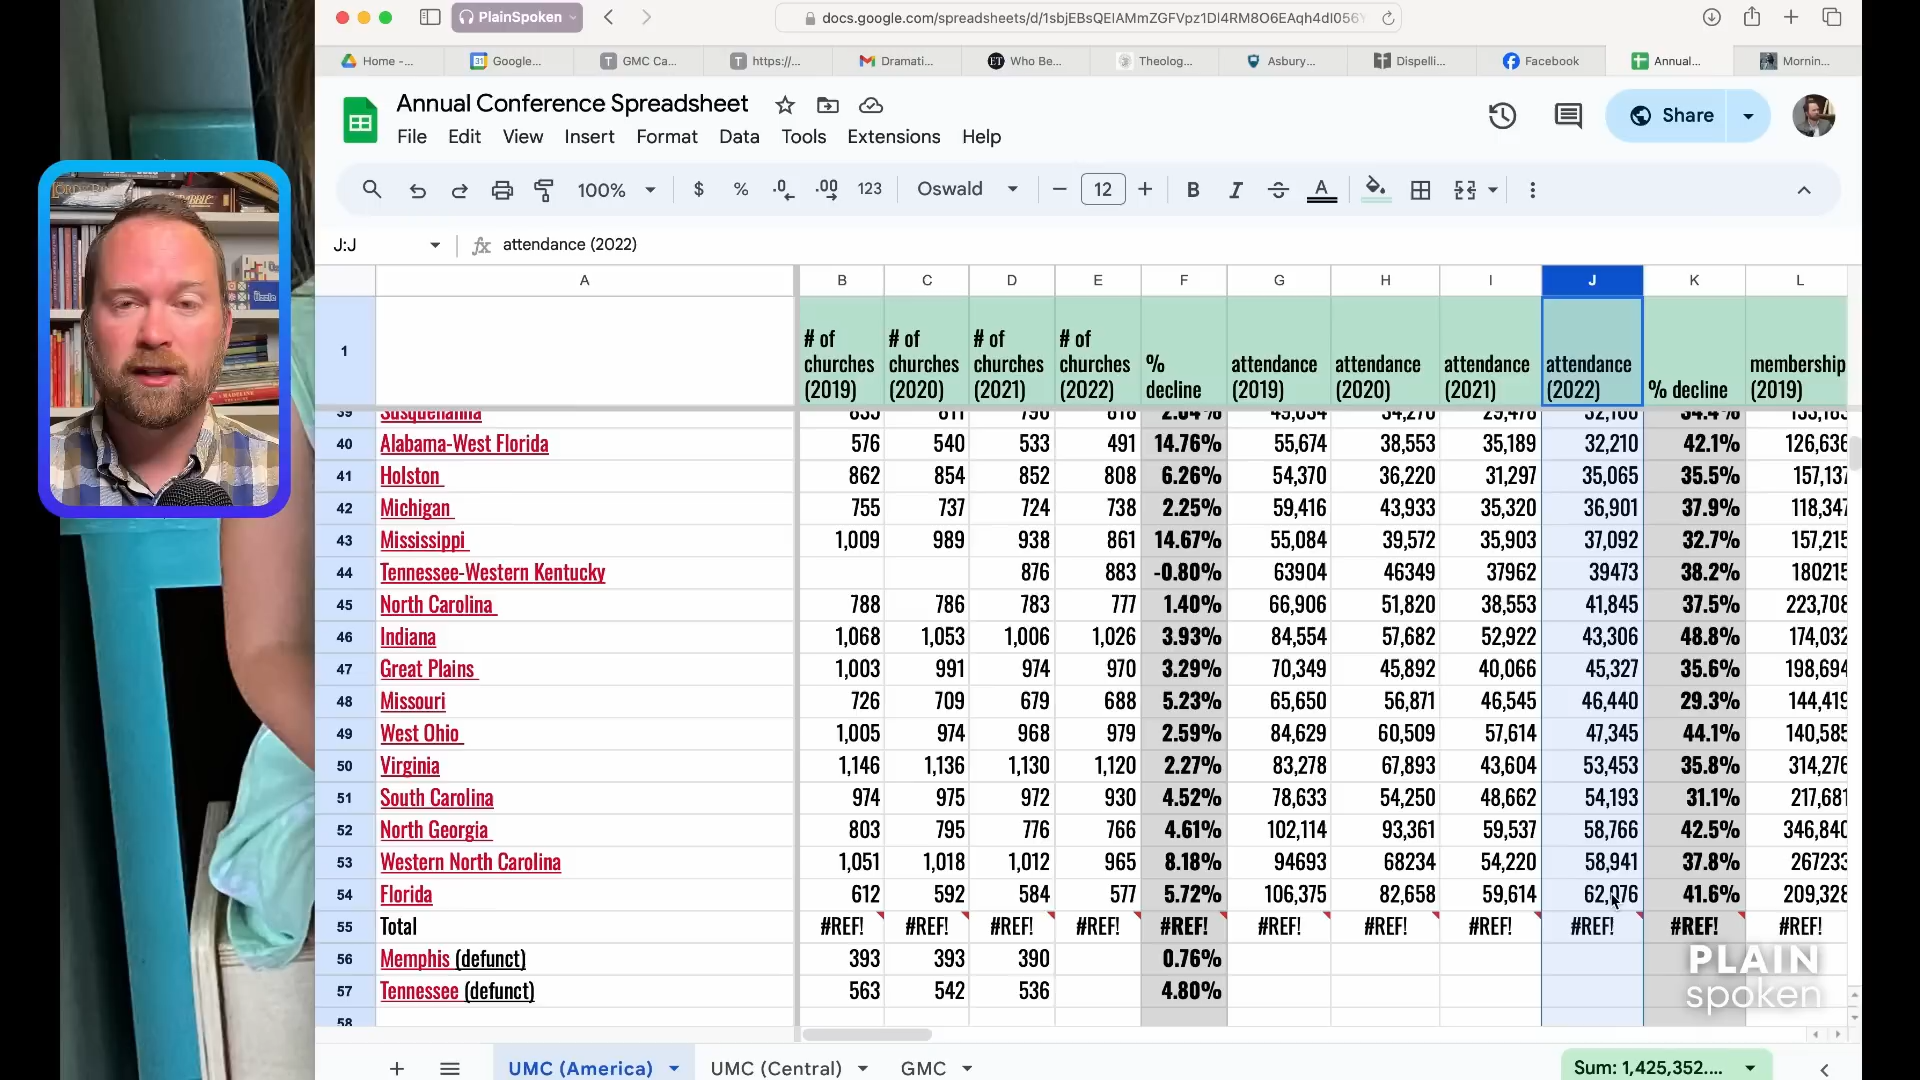 PlainSpoken
docs.google.com/spreadsheets/d/1sbjEBsQEIAMmZGFVpz1Dl4RM8O6EAqh4dl056Y
Home -...
Google...
GMC Ca...
https:/...
Dramati...
Who Be...
Theolog...
Asbury...
Dispelli...
Facebook
Annual...
Mornin...
Annual Conference Spreadsheet
Share
File Edit View Insert Format Data Tools Extensions Help
100% $ % .0 .00 123 Oswald 12 B I S A
J:J fx attendance (2022)
A B C D E F G H I J K L
1 # of churches (2019) # of churches (2020) # of churches (2021) # of churches (2022) % decline attendance (2019) attendance (2020) attendance (2021) attendance (2022) % decline membership (2019)
39 Susquehanna
40 Alabama-West Florida 576 540 533 491 14.76% 55,674 38,553 35,189 32,210 42.1% 126,636
41 Holston 862 854 852 808 6.26% 54,370 36,220 31,297 35,065 35.5% 157,137
42 Michigan 755 737 724 738 2.25% 59,416 43,933 35,320 36,901 37.9% 118,347
43 Mississippi 1,009 989 938 861 14.67% 55,084 39,572 35,903 37,092 32.7% 157,215
44 Tennessee-Western Kentucky 876 883 -0.80% 63904 46349 37962 39473 38.2% 180215
45 North Carolina 788 786 783 777 1.40% 66,906 51,820 38,553 41,845 37.5% 223,708
46 Indiana 1,068 1,053 1,006 1,026 3.93% 84,554 57,682 52,922 43,306 48.8% 174,032
47 Great Plains 1,003 991 974 970 3.29% 70,349 45,892 40,066 45,327 35.6% 198,694
48 Missouri 726 709 679 688 5.23% 65,650 56,871 46,545 46,440 29.3% 144,419
49 West Ohio 1,005 974 968 979 2.59% 84,629 60,509 57,614 47,345 44.1% 140,585
50 Virginia 1,146 1,136 1,130 1,120 2.27% 83,278 67,893 43,604 53,453 35.8% 314,276
51 South Carolina 974 975 972 930 4.52% 78,633 54,250 48,662 54,193 31.1% 217,681
52 North Georgia 803 795 776 766 4.61% 102,114 93,361 59,537 58,766 42.5% 346,840
53 Western North Carolina 1,051 1,018 1,012 965 8.18% 94693 68234 54,220 58,941 37.8% 267233
54 Florida 612 592 584 577 5.72% 106,375 82,658 59,614 62,076 41.6% 209,328
55 Total #REF! #REF! #REF! #REF! #REF! #REF! #REF! #REF! #REF! #REF! #REF!
56 Memphis (defunct) 393 393 390 0.76%
57 Tennessee (defunct) 563 542 536 4.80%
58
PLAIN
spoken
UMC (America) UMC (Central) GMC Sum: 1,425,352....